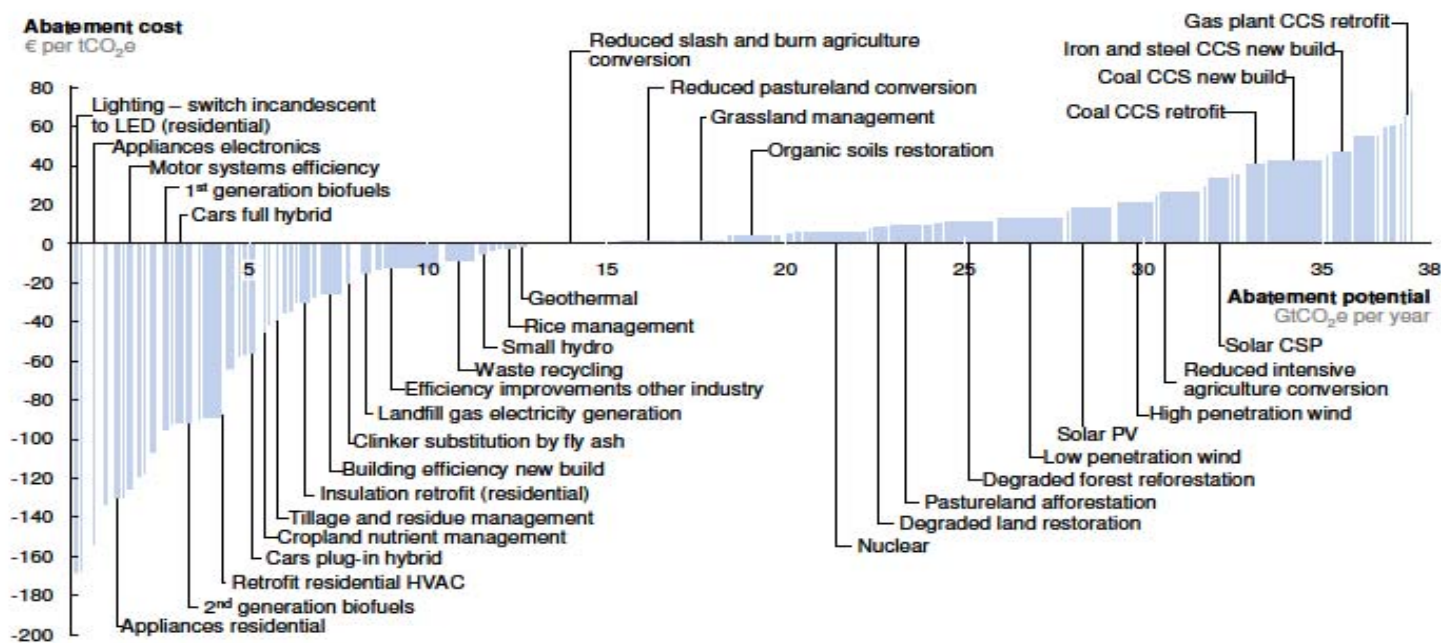 Abatement cost
€ per tCO2e
80
60
40
20
0
-20
-40
-60
-80
-100
-120
-140
-160
-180
-200
Lighting – switch incandescent
to LED (residential)
Appliances electronics
Motor systems efficiency
1st generation biofuels
Cars full hybrid
Reduced slash and burn agriculture
conversion
Reduced pastureland conversion
Grassland management
Organic soils restoration
Gas plant CCS retrofit
Iron and steel CCS new build
Coal CCS new build
Coal CCS retrofit
5
10
15
20
25
30
35
38
Abatement potential
GtCO2e per year
Geothermal
Rice management
Small hydro
Waste recycling
Efficiency improvements other industry
Landfill gas electricity generation
Clinker substitution by fly ash
Building efficiency new build
Insulation retrofit (residential)
Tillage and residue management
Cropland nutrient management
Cars plug-in hybrid
Retrofit residential HVAC
2nd generation biofuels
Appliances residential
Solar CSP
Reduced intensive
agriculture conversion
High penetration wind
Solar PV
Low penetration wind
Degraded forest reforestation
Pastureland afforestation
Degraded land restoration
Nuclear